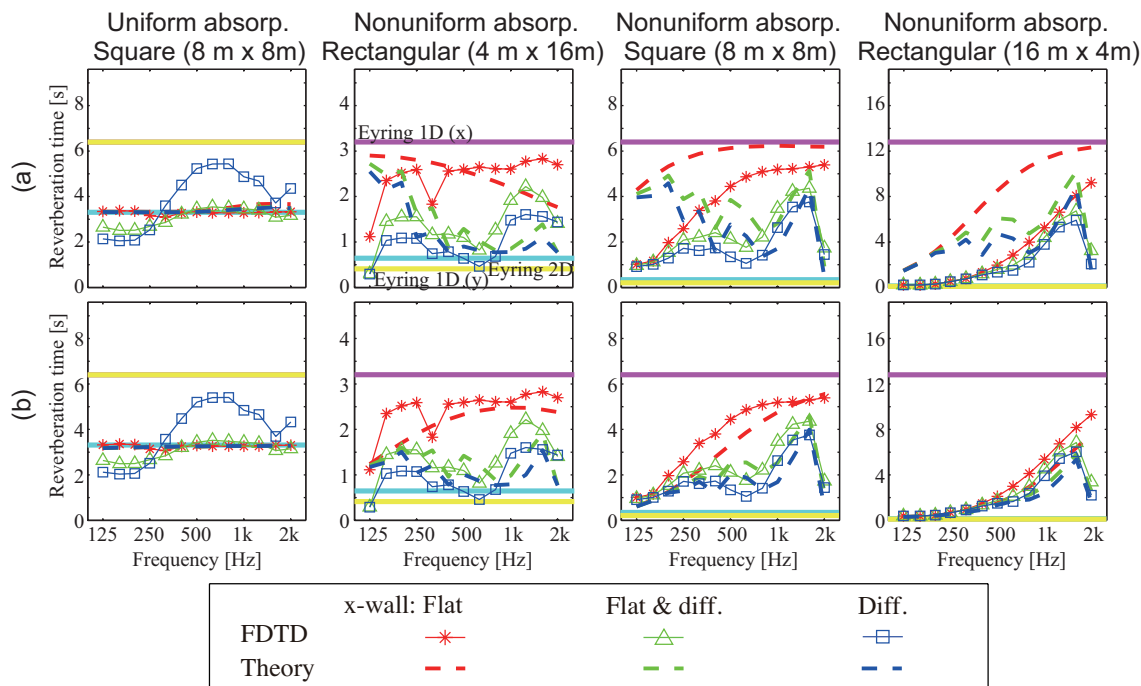 Uniform absorp. Nonuniform absorp. Nonuniform absorp. Nonuniform absorp.
Square (8 m x 8m) Rectangular (4 m x 16m) Square (8 m x 8m) Rectangular (16 m x 4m)
(a)
Reverberation time [s]
8
6
4
2
0
4
3
2
1
0
Eyring 1D (x)
Eyring 2D
Eyring 1D (y)
8
6
4
2
0
16
12
8
4
0
(b)
Reverberation time [s]
8
6
4
2
0
4
3
2
1
0
8
6
4
2
0
16
12
8
4
0
125 250 500 1k 2k
125 250 500 1k 2k
125 250 500 1k 2k
125 250 500 1k 2k
Frequency [Hz] Frequency [Hz] Frequency [Hz] Frequency [Hz]
x-wall: Flat Flat & diff. Diff.
FDTD
Theory